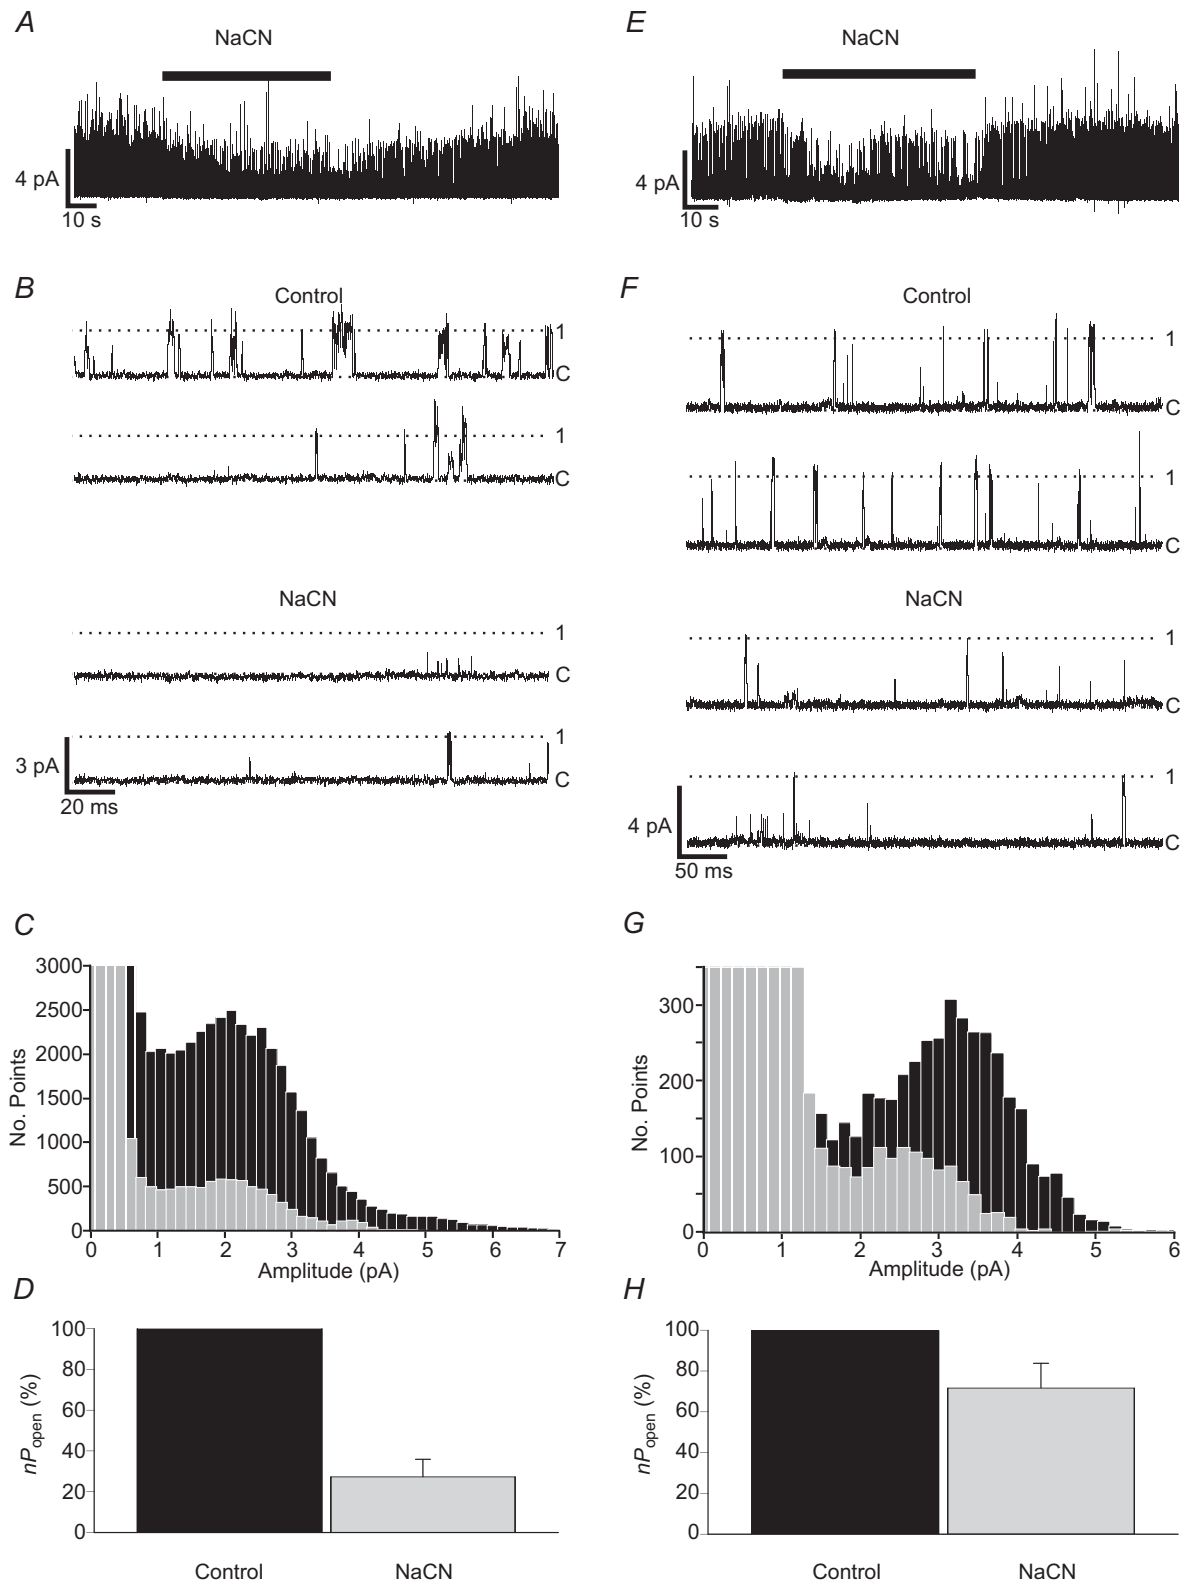 A
NaCN
4 pA
10 s
B
Control
1
C
1
C
NaCN
1
C
1
C
3 pA
20 ms
C
3000
2500
2000
1500
1000
500
0
No. Points
0 1 2 3 4 5 6 7
Amplitude (pA)
D
100
80
60
40
20
0
nPopen (%)
Control NaCN
E
NaCN
4 pA
10 s
F
Control
1
C
1
C
NaCN
1
C
1
C
4 pA
50 ms
G
300
200
100
0
No. Points
0 1 2 3 4 5 6
Amplitude (pA)
H
100
80
60
40
20
0
nPopen (%)
Control NaCN